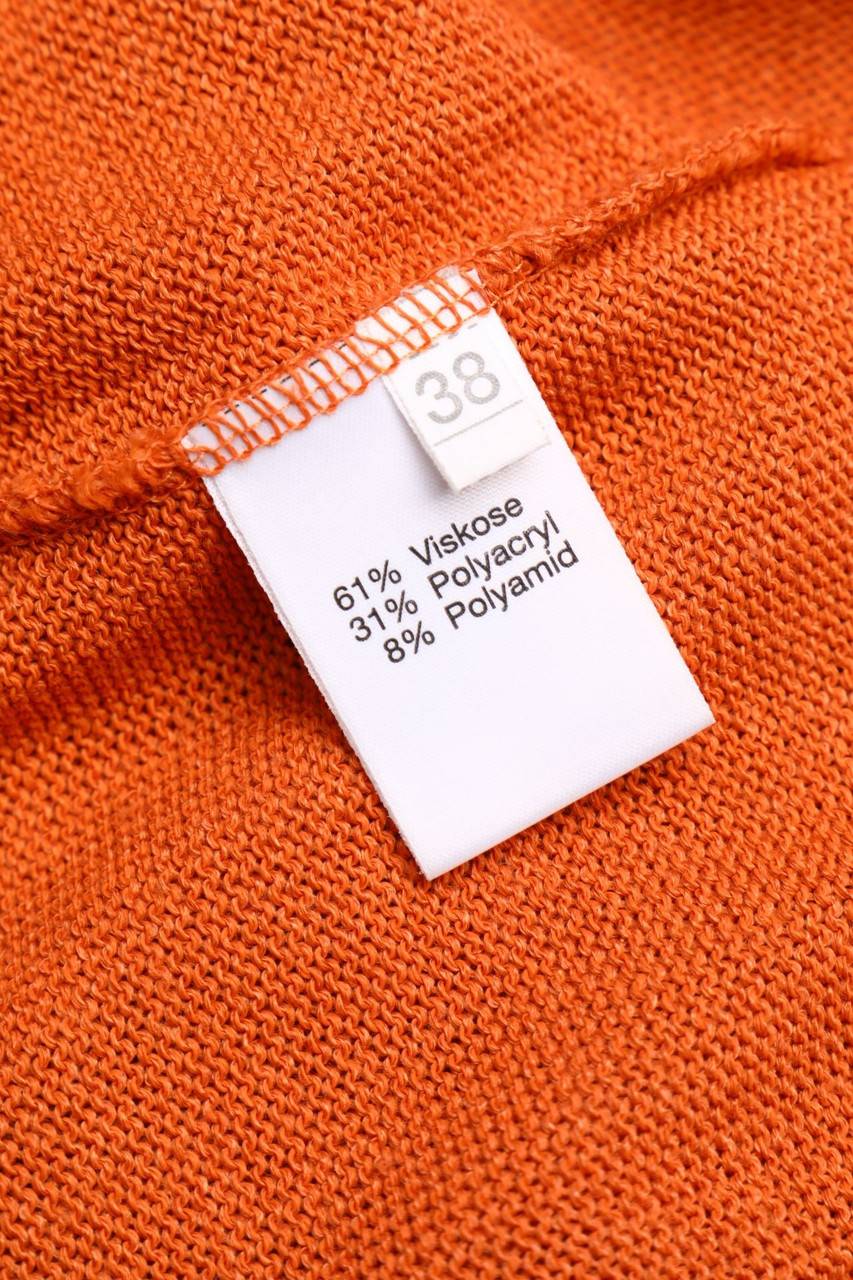 38
61% Viskose
31% Polyacryl
8% Polyamid